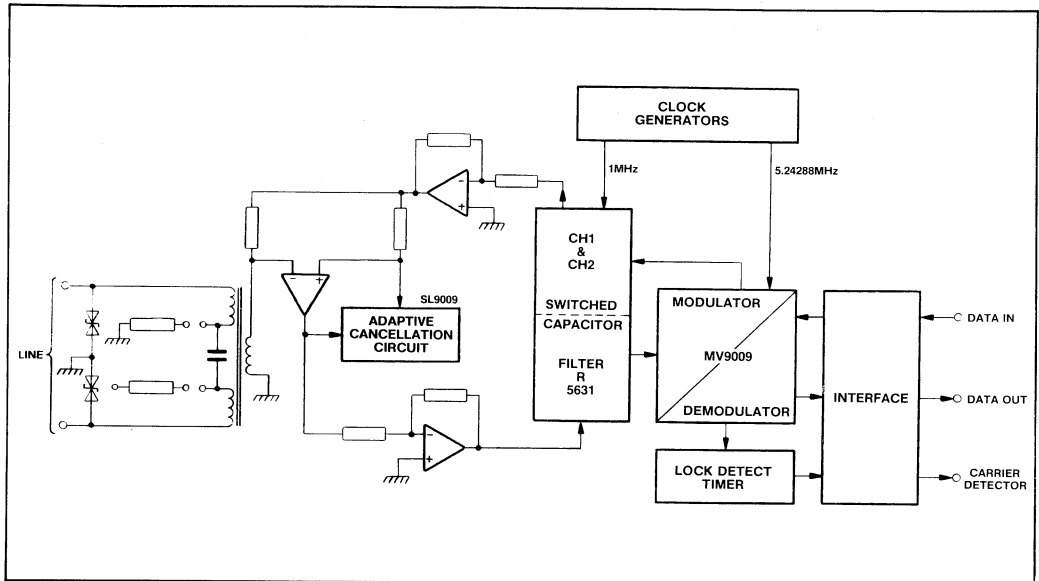 CLOCK
GENERATORS
1MHz
5.24288MHz
CH1
&
CH2
SWITCHED
CAPACITOR
FILTER
R
5631
MODULATOR
MV9009
DEMODULATOR
INTERFACE
DATA IN
DATA OUT
CARRIER
DETECTOR
LOCK DETECT
TIMER
SL9009
ADAPTIVE
CANCELLATION
CIRCUIT
LINE
-
+
-
+
-
+